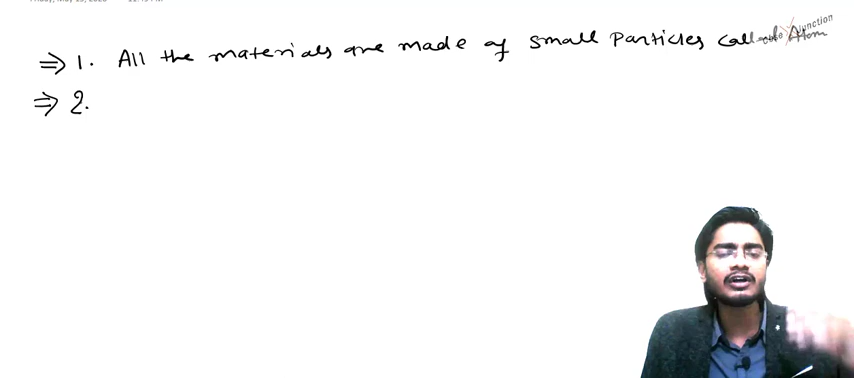 ⇒ 1. All the materials are made of small Particles called Atom
⇒ 2.